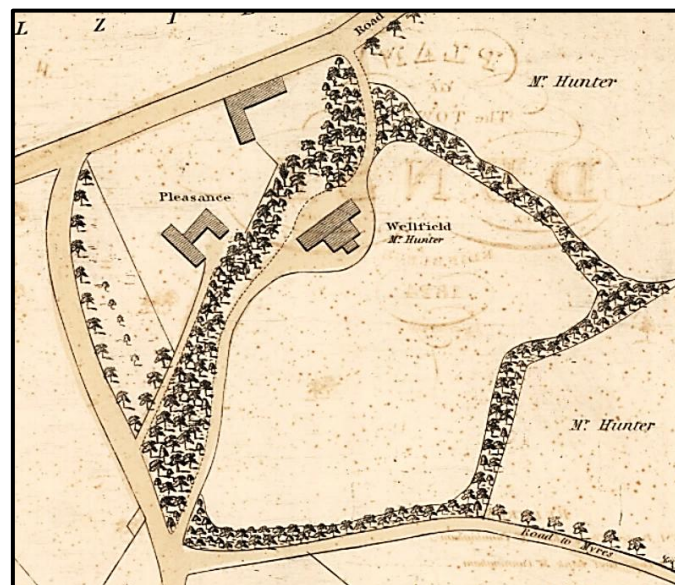 L Z I E
Road
Mr. Hunter
Pleasance
Wellfield
Mr. Hunter
Mr. Hunter
Road to Myres